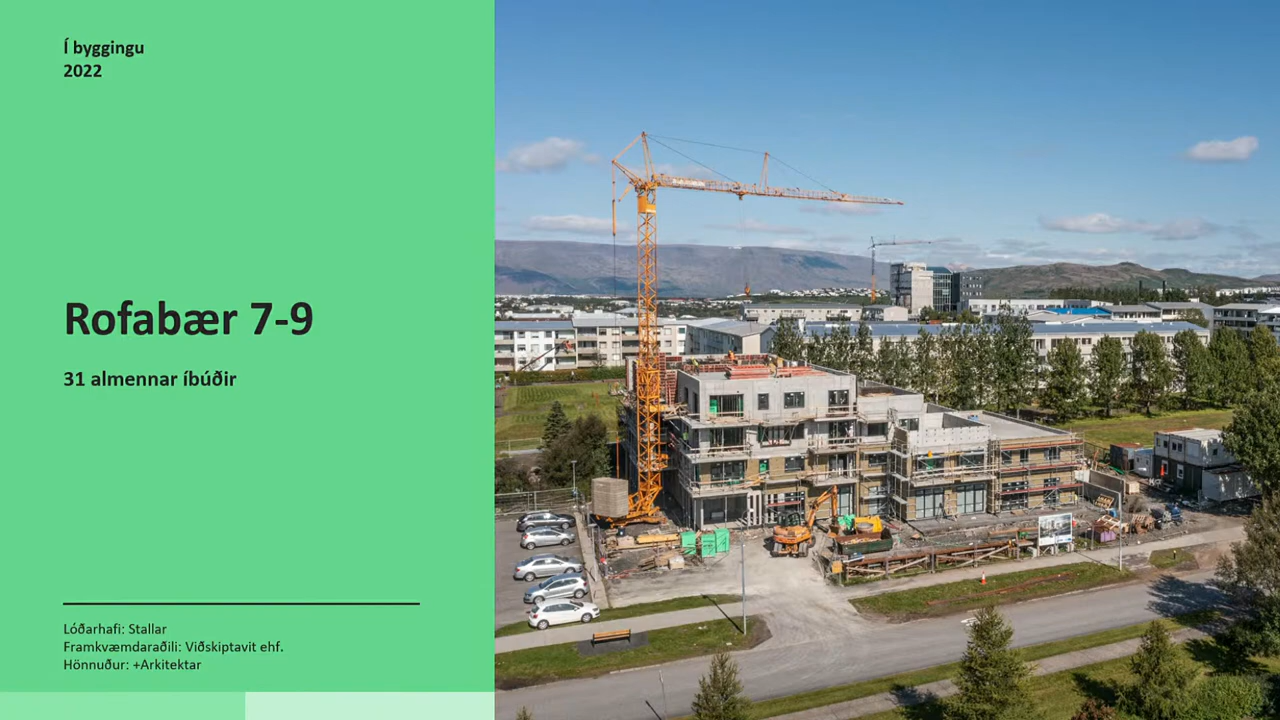 Í byggingu
2022
Rofabær 7-9
31 almennar íbúðir
Lóðarhafi: Stallar
Framkvæmdaraðili: Viðskiptavit ehf.
Hönnuður: +Arkitektar